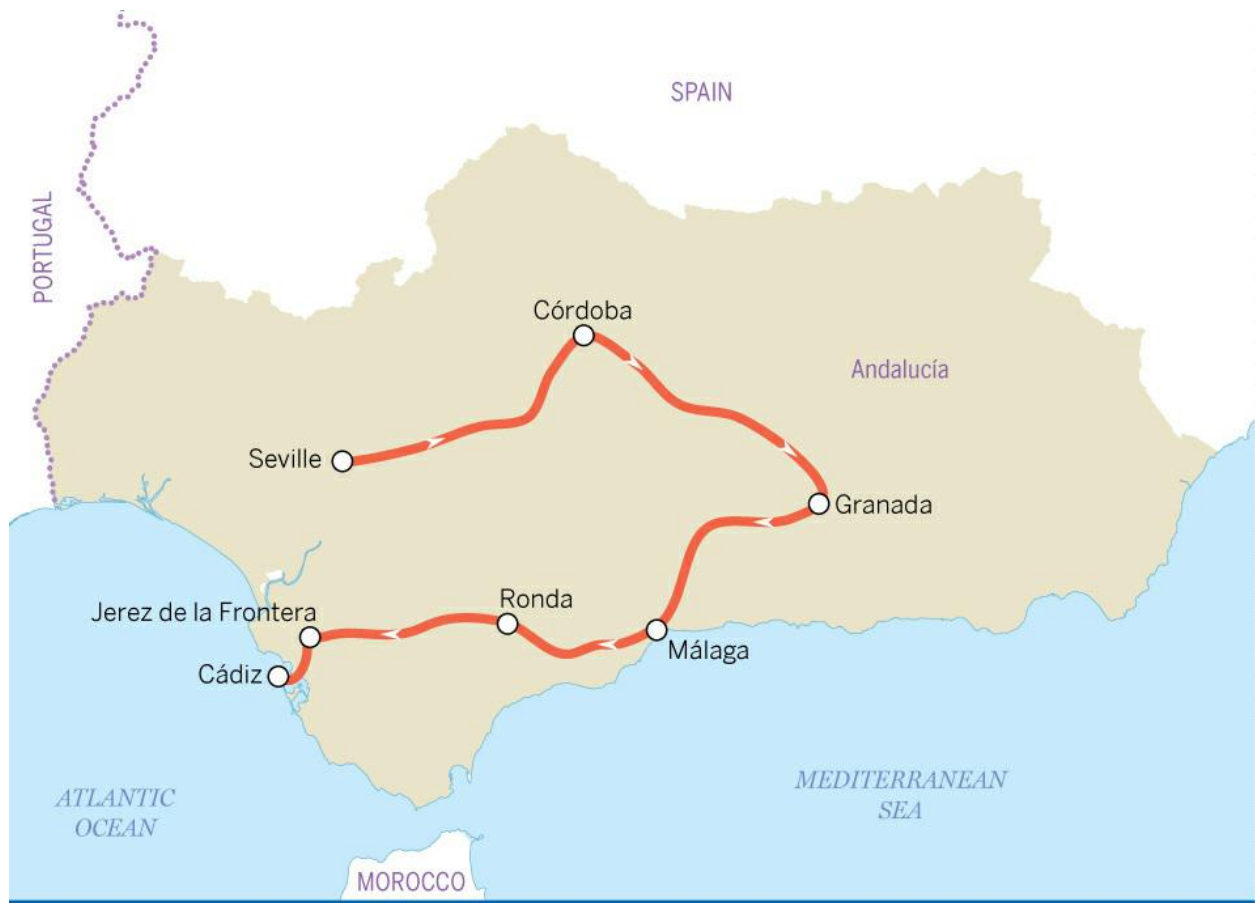 SPAIN
PORTUGAL
Córdoba
Andalucía
Seville
Granada
Ronda
Jerez de la Frontera
Málaga
Cádiz
ATLANTIC
OCEAN
MEDITERRANEAN
SEA
MOROCCO